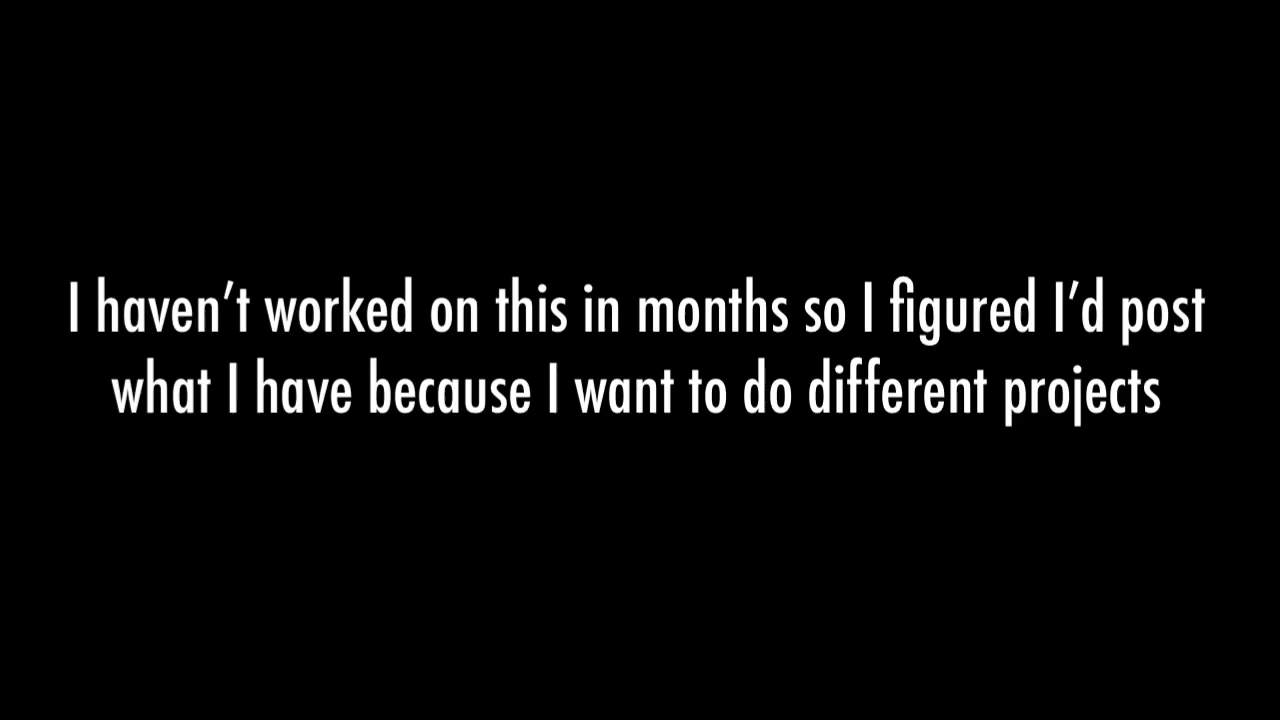 I haven’t worked on this in months so I figured I’d post
what I have because I want to do different projects